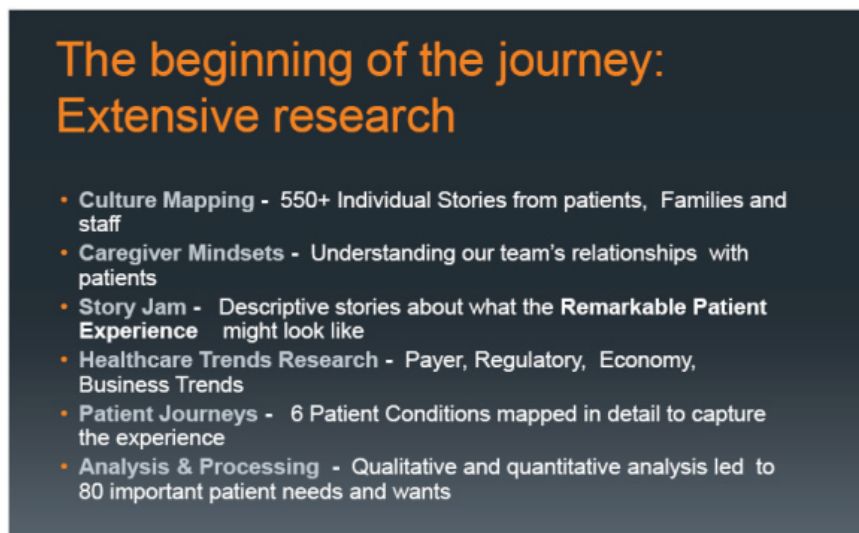 The beginning of the journey:
Extensive research
• Culture Mapping - 550+ Individual Stories from patients, Families and
staff
• Caregiver Mindsets - Understanding our team's relationships with
patients
• Story Jam - Descriptive stories about what the Remarkable Patient
Experience might look like
• Healthcare Trends Research - Payer, Regulatory, Economy,
Business Trends
• Patient Journeys - 6 Patient Conditions mapped in detail to capture
the experience
• Analysis & Processing - Qualitative and quantitative analysis led to
80 important patient needs and wants